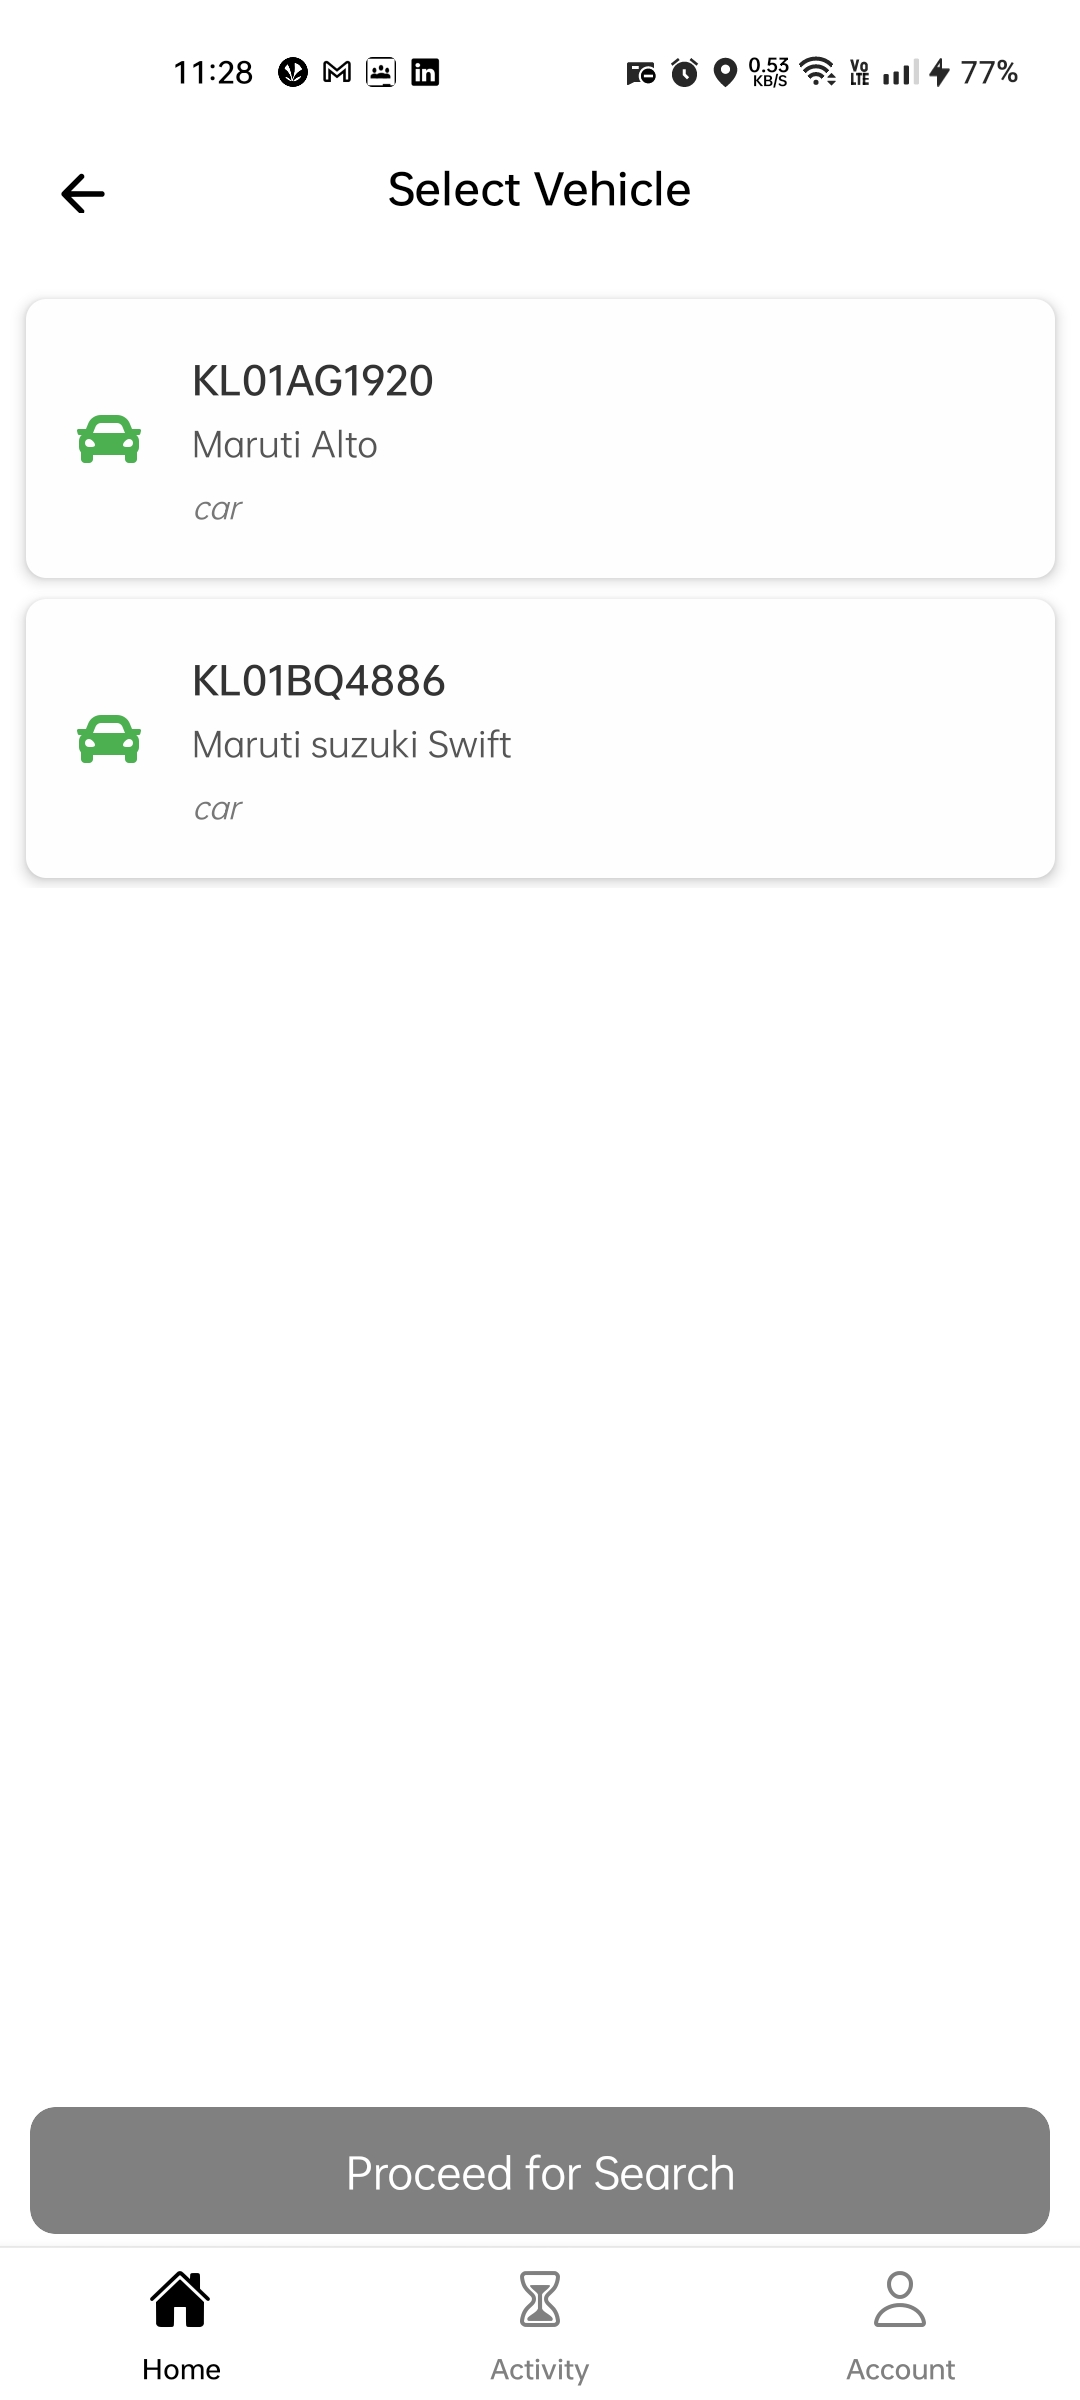 11:28
in
0.53
KB/S
Vo
LTE
77%
Select Vehicle
KL01AG1920
Maruti Alto
car
KL01BQ4886
Maruti suzuki Swift
car
Proceed for Search
Home
Activity
Account